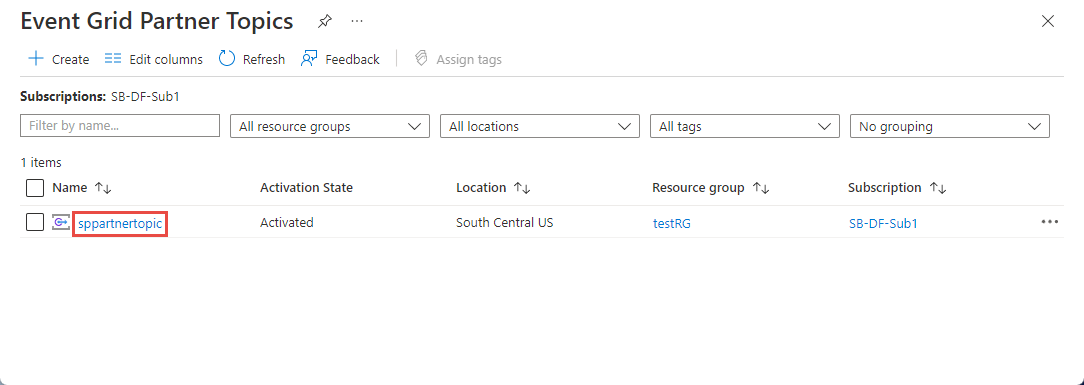 Event Grid Partner Topics
Create Edit columns Refresh Feedback Assign tags
Subscriptions: SB-DF-Sub1
Filter by name... All resource groups All locations All tags No grouping
1 items
Name Activation State Location Resource group Subscription
sppartnertopic Activated South Central US testRG SB-DF-Sub1